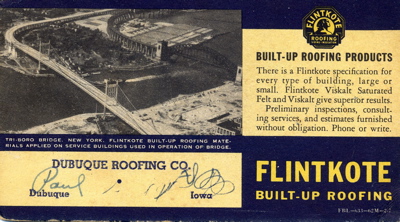 FLINTKOTE
ROOFING
BUILT-UP ROOFING PRODUCTS
There is a Flintkote specification
for every type of building, large or
small. Flintkote Viskalt Saturated
Felt and Viskalt give superior results.
Preliminary inspections, consult-
ing services, and estimates furnished
without obligation. Phone or write.
TRI-BORO BRIDGE, NEW YORK. FLINTKOTE BUILT-UP ROOFING MATE-
RIALS APPLIED ON SERVICE BUILDINGS USED IN OPERATION OF BRIDGE.
DUBUQUE ROOFING CO.
Paul
Dubuque Iowa
FLINTKOTE
BUILT-UP ROOFING